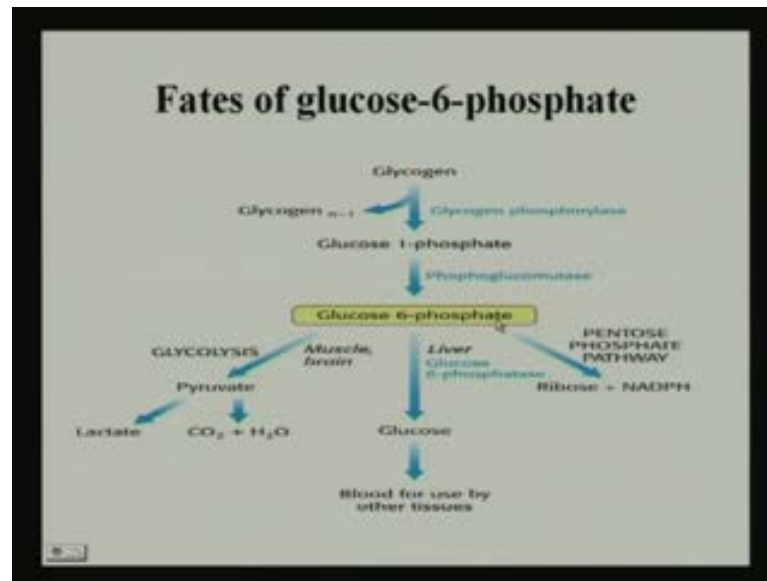 Fates of glucose-6-phosphate
Glycogen
Glycogen n-1
Glycogen phosphorylase
Glucose 1-phosphate
Phosphoglucomutase
Glucose 6-phosphate
GLYCOLYSIS
Muscle,
brain
Liver
Glucose
6-phosphatase
PENTOSE
PHOSPHATE
PATHWAY
Pyruvate
Ribose + NADPH
Lactate
CO₂ + H₂O
Glucose
Blood for use by
other tissues